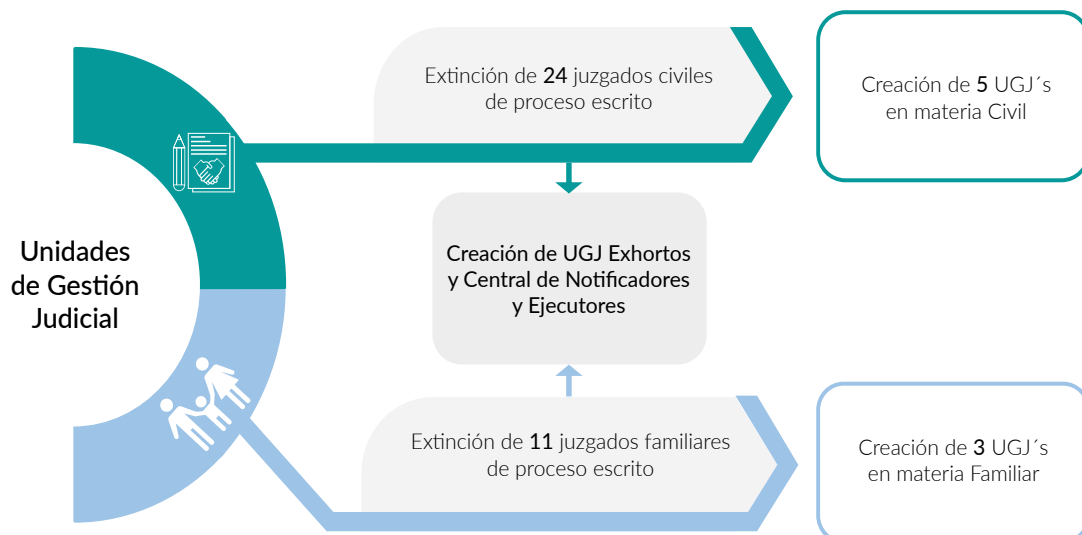 Unidades
de Gestión
Judicial
Extinción de 24 juzgados civiles
de proceso escrito
Creación de 5 UGJ´s
en materia Civil
Creación de UGJ Exhortos
y Central de Notificadores
y Ejecutores
Extinción de 11 juzgados familiares
de proceso escrito
Creación de 3 UGJ´s
en materia Familiar